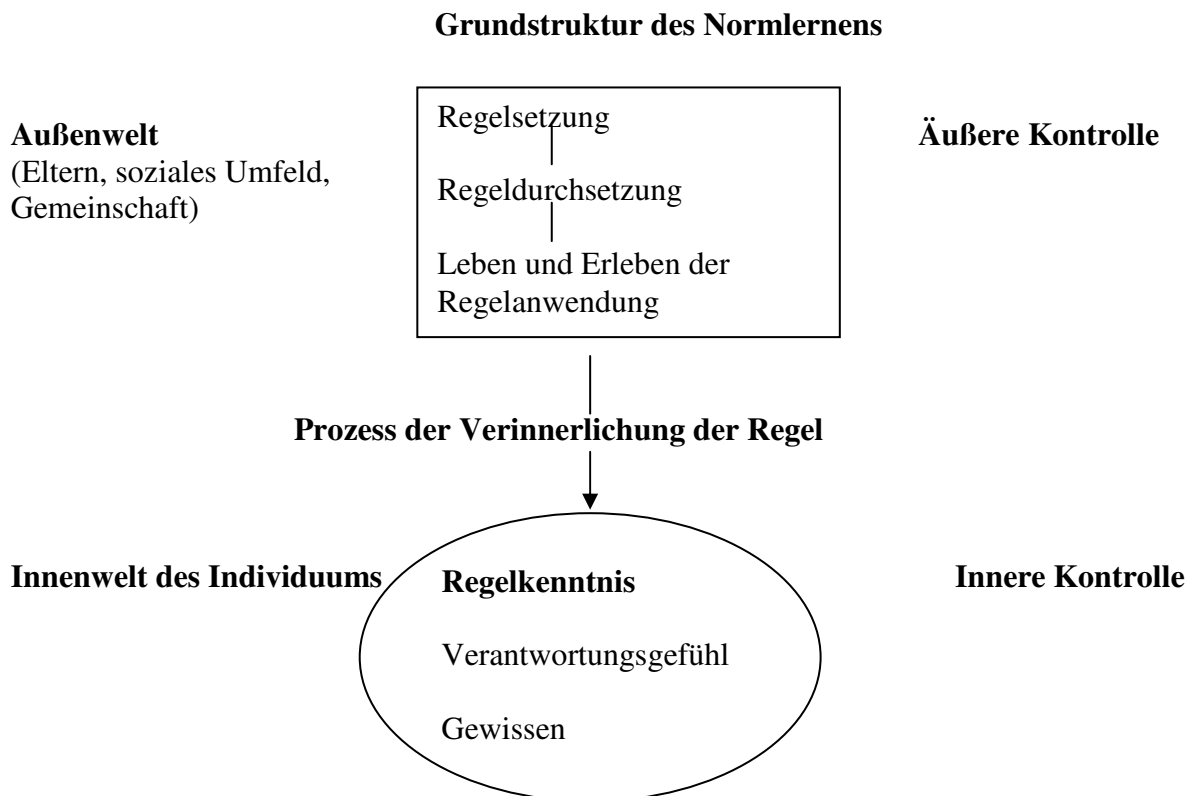 Grundstruktur des Normlernens
Regelsetzung
Außenwelt
Äußere Kontrolle
(Eltern, soziales Umfeld,
Gemeinschaft)
Regeldurchsetzung
Leben und Erleben der
Regelanwendung
Prozess der Verinnerlichung der Regel
Innenwelt des Individuums
Regelkenntnis
Innere Kontrolle
Verantwortungsgefühl
Gewissen